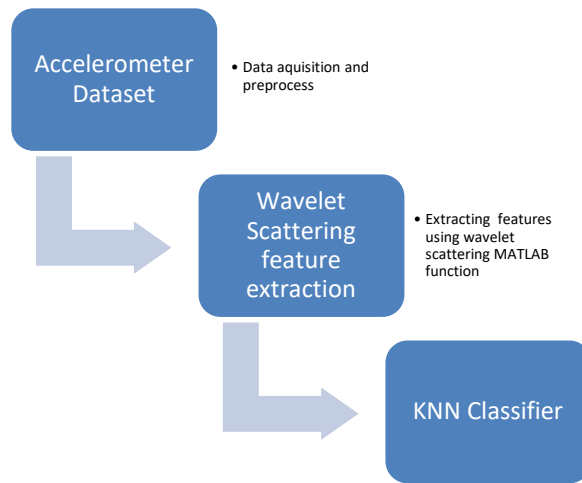 Accelerometer
Dataset
• Data aquisition and
preprocess
Wavelet
Scattering
feature
extraction
• Extracting features
using wavelet
scattering MATLAB
function
KNN Classifier